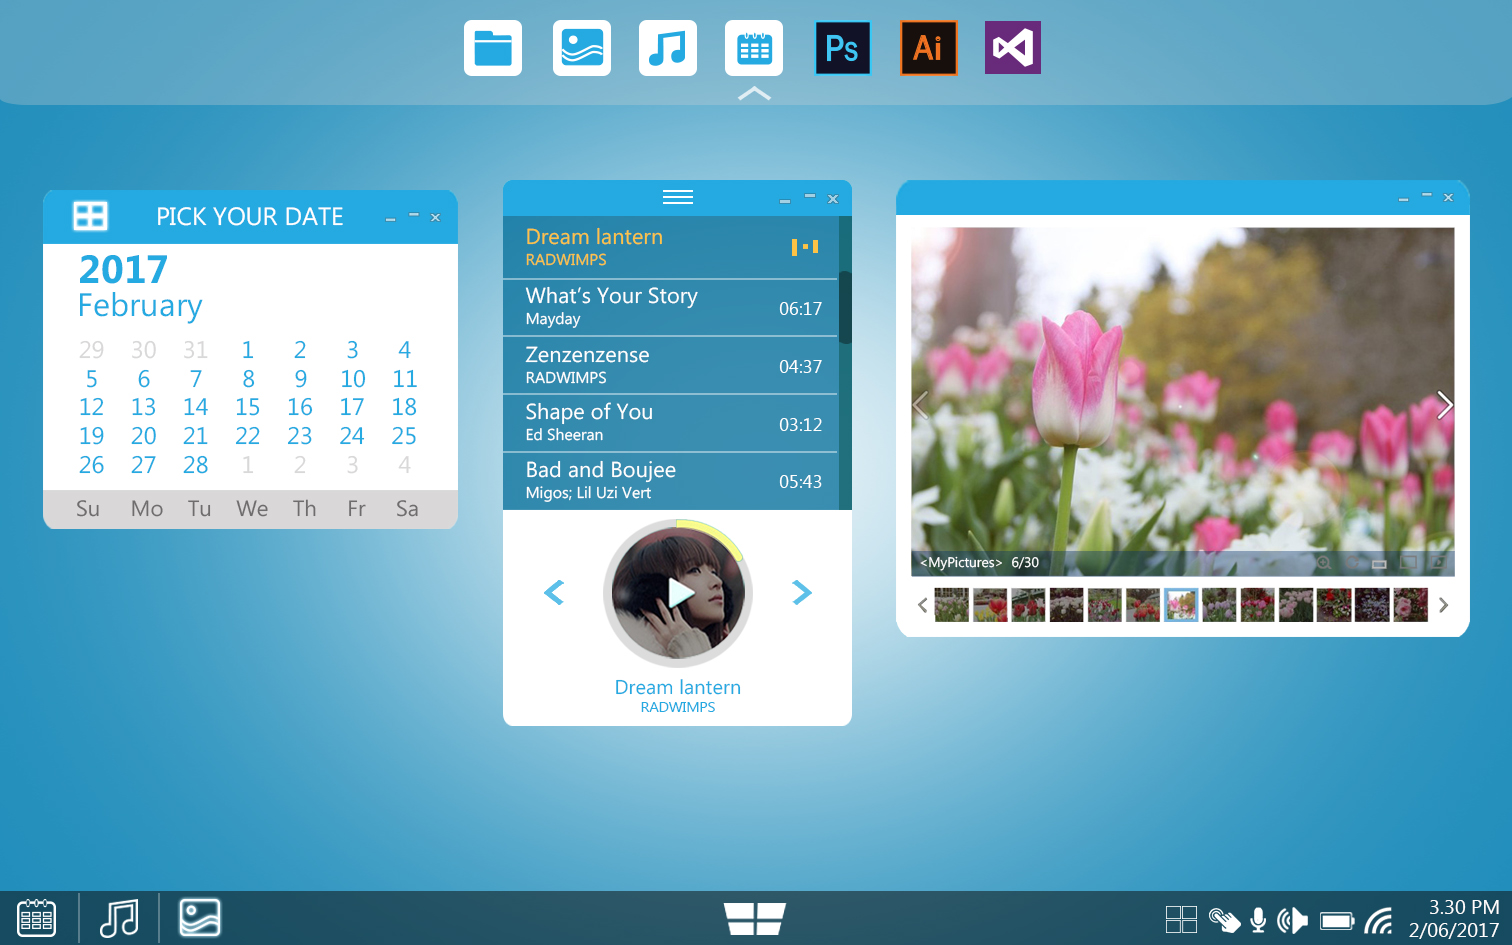 Ps
Ai
PICK YOUR DATE
2017
February
29 30 31 1 2 3 4
5 6 7 8 9 10 11
12 13 14 15 16 17 18
19 20 21 22 23 24 25
26 27 28 1 2 3 4
Su Mo Tu We Th Fr Sa
Dream lantern
RADWIMPS
What's Your Story
Mayday
06:17
Zenzenzense
RADWIMPS
04:37
Shape of You
Ed Sheeran
03:12
Bad and Boujee
Migos; Lil Uzi Vert
05:43
Dream lantern
RADWIMPS
<MyPictures> 6/30
3.30 PM
2/06/2017